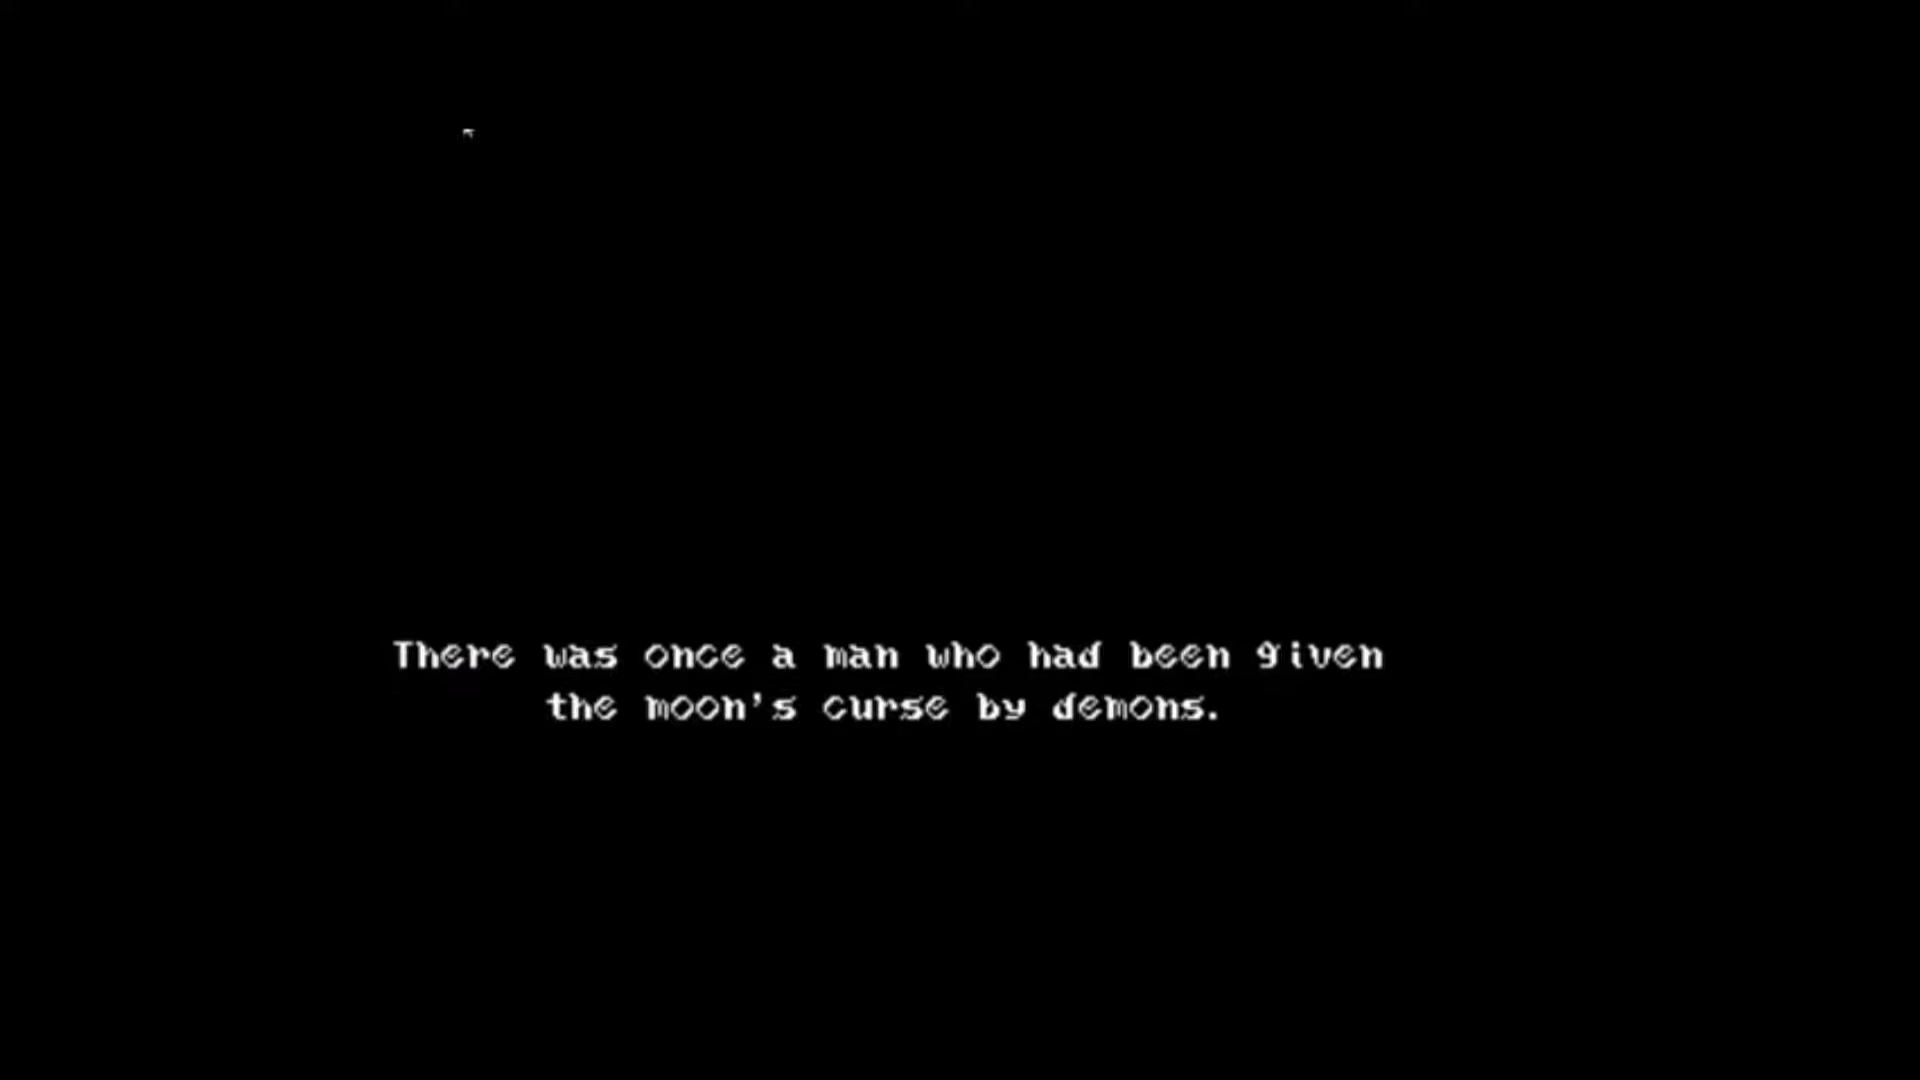 There was once a man who had been given
the moon's curse by demons.